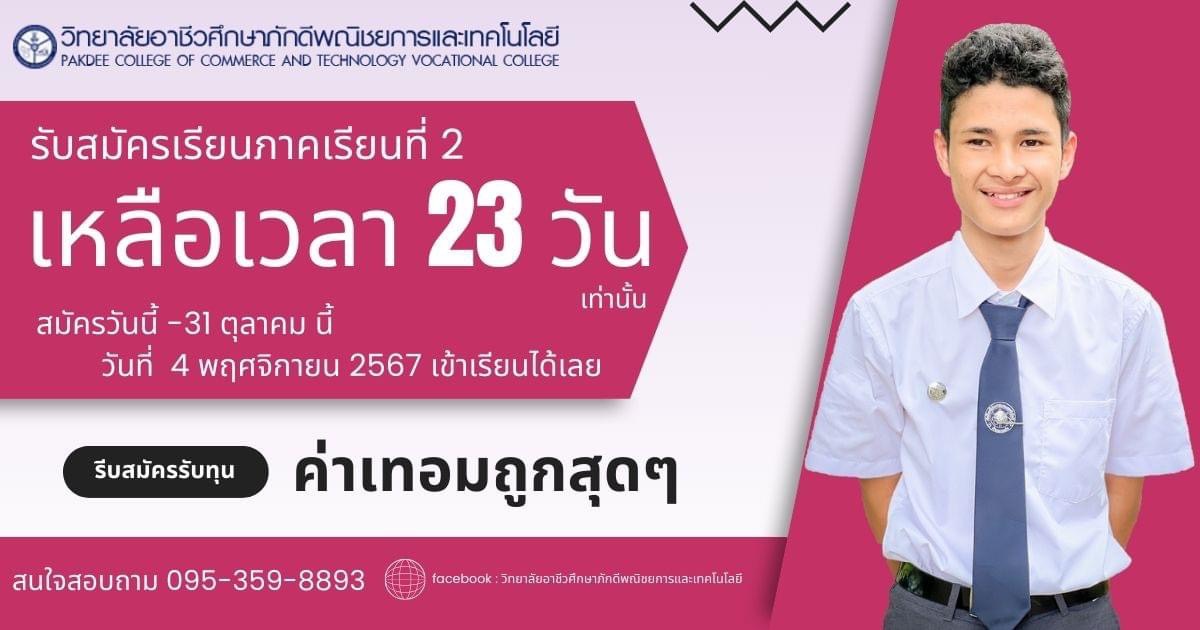 วิทยาลัยอาชีวศึกษาภักดีพณิชยการและเทคโนโลยี
PAKDEE COLLEGE OF COMMERCE AND TECHNOLOGY VOCATIONAL COLLEGE
รับสมัครเรียนภาคเรียนที่ 2
เหลือเวลา 23 วัน
เท่านั้น
สมัครวันนี้ -31 ตุลาคม นี้
วันที่ 4 พฤศจิกายน 2567 เข้าเรียนได้เลย
รีบสมัครรับทุน
ค่าเทอมถูกสุดๆ
สนใจสอบถาม 095-359-8893
facebook : วิทยาลัยอาชีวศึกษาภักดีพณิชยการและเทคโนโลยี